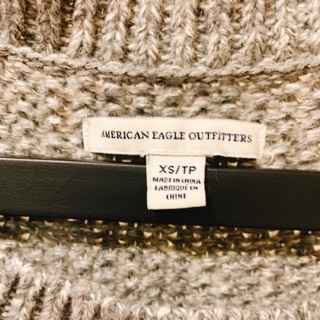 AMERICAN EAGLE OUTFITTERS
XS/TP
MADE IN CHINA
FABRIQUÉ EN
CHINE